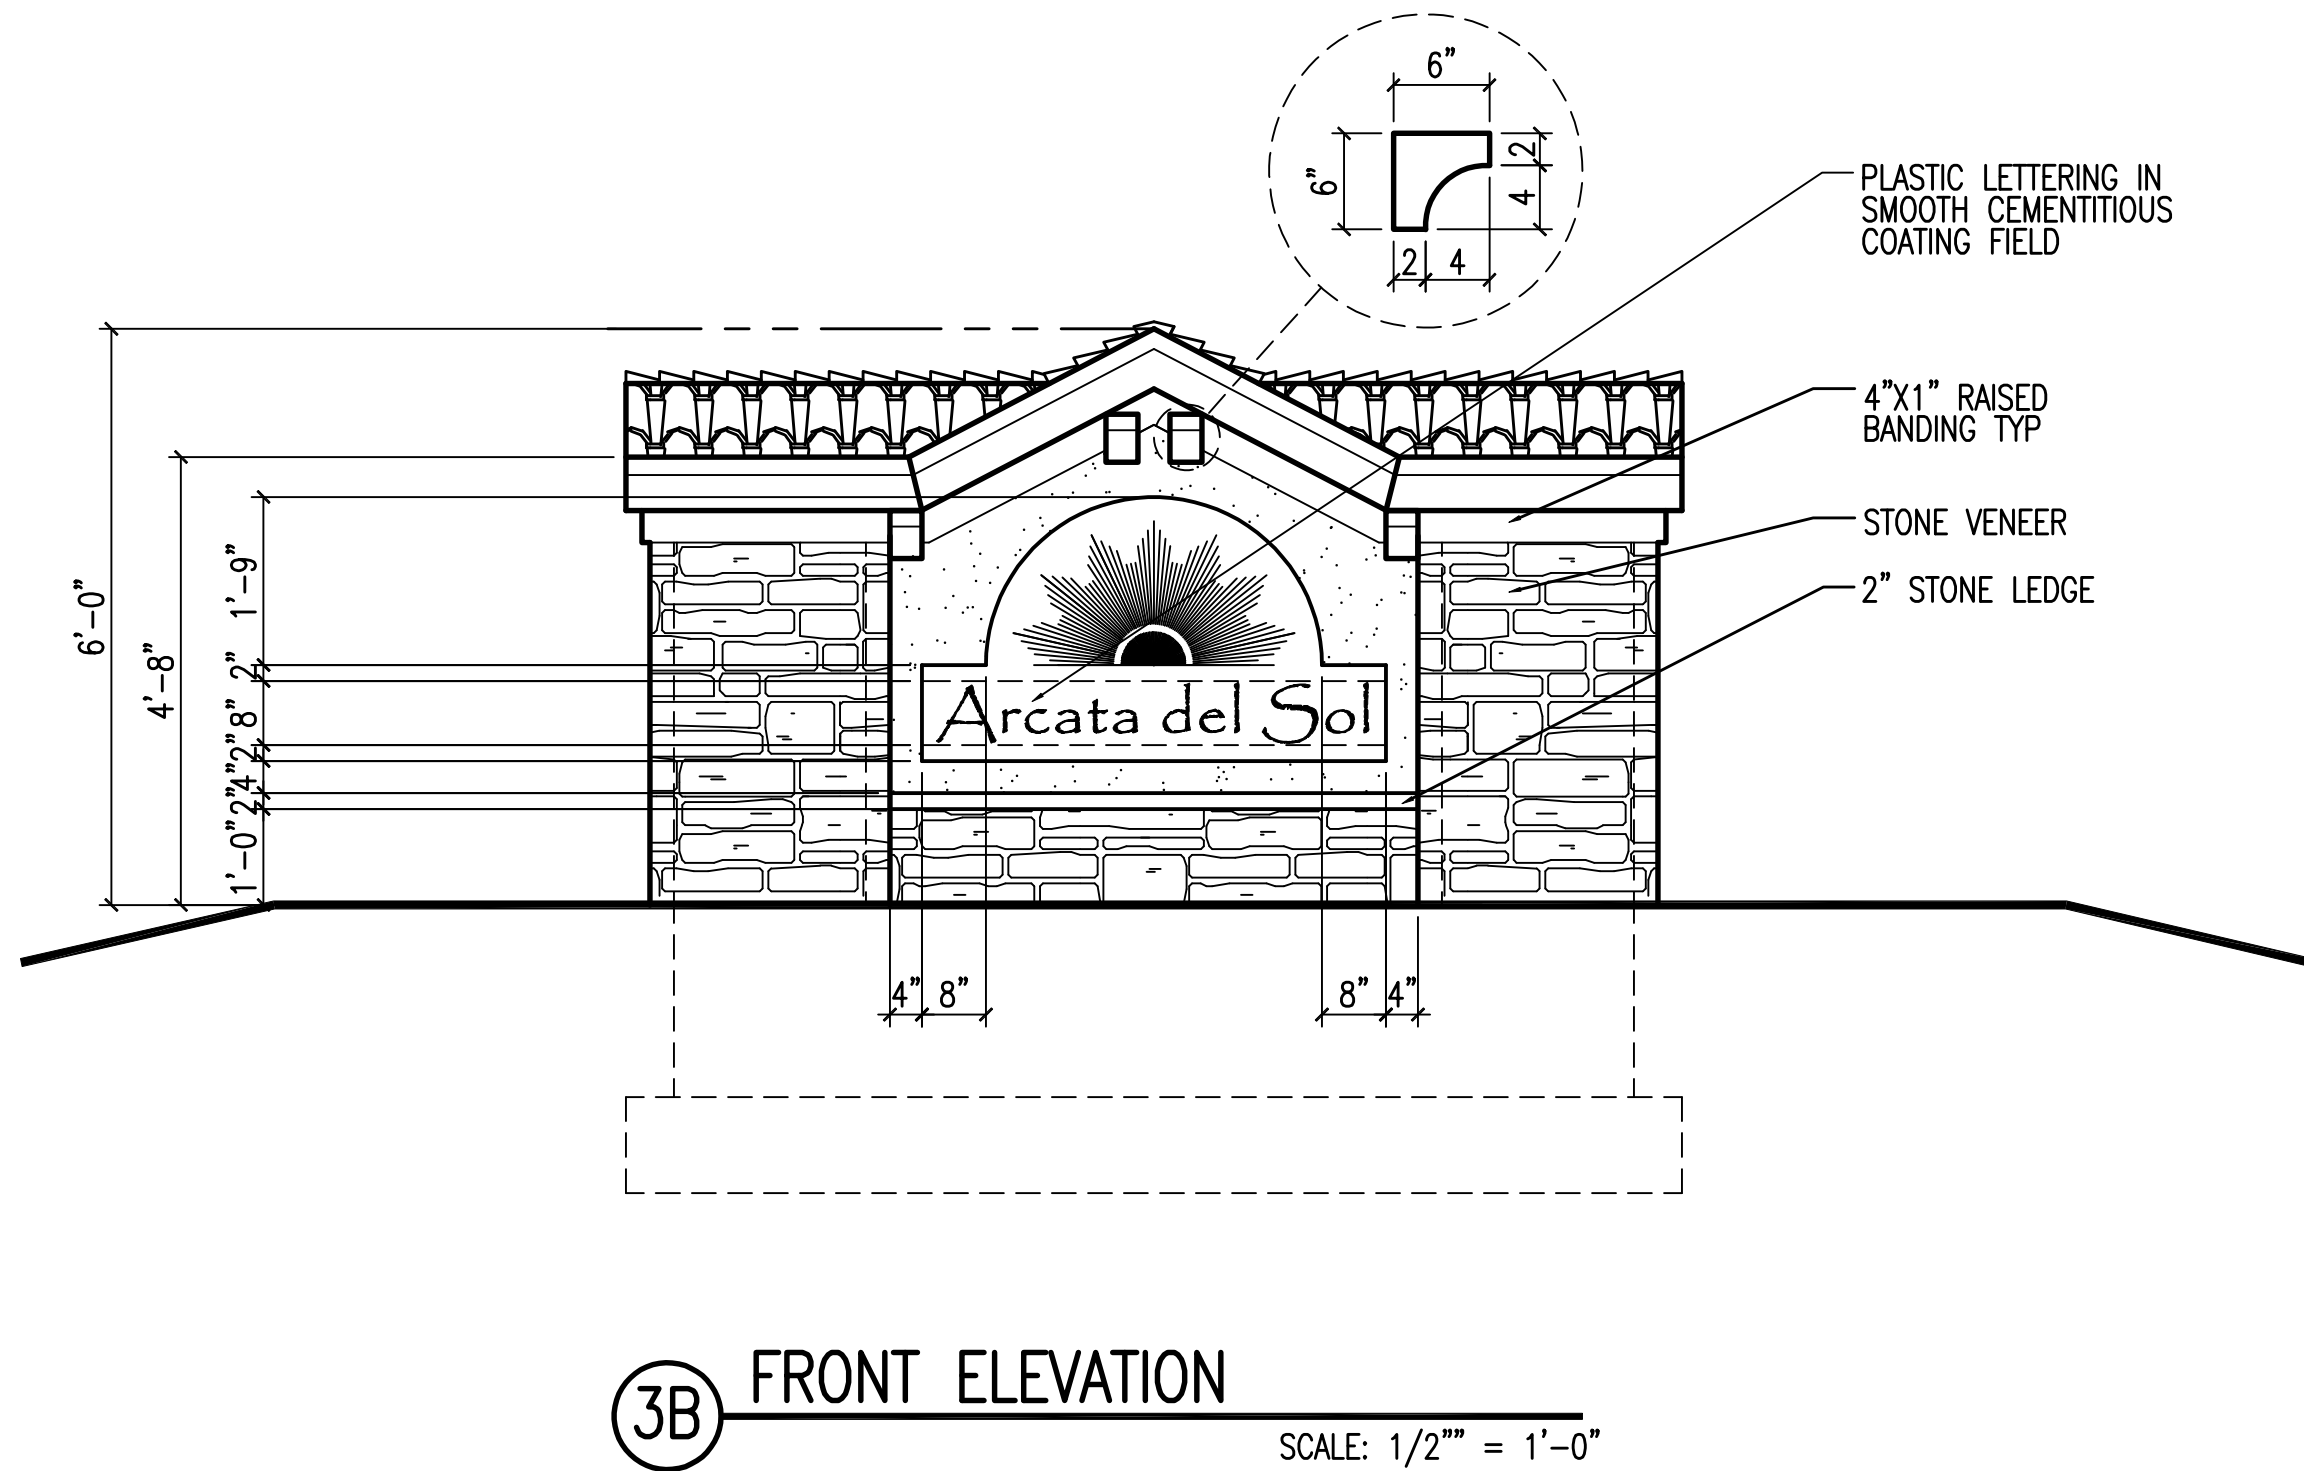 6"
6"
2
4
2
4
PLASTIC LETTERING IN
SMOOTH CEMENTITIOUS
COATING FIELD
4"X1" RAISED
BANDING TYP
STONE VENEER
2" STONE LEDGE
6'-0"
4'-8"
1'-9"
2"
8"
2"
4"
2"
1'-0"
Arcata del Sol
4"
8"
8"
4"
3B
FRONT ELEVATION
SCALE: 1/2"" = 1'-0"